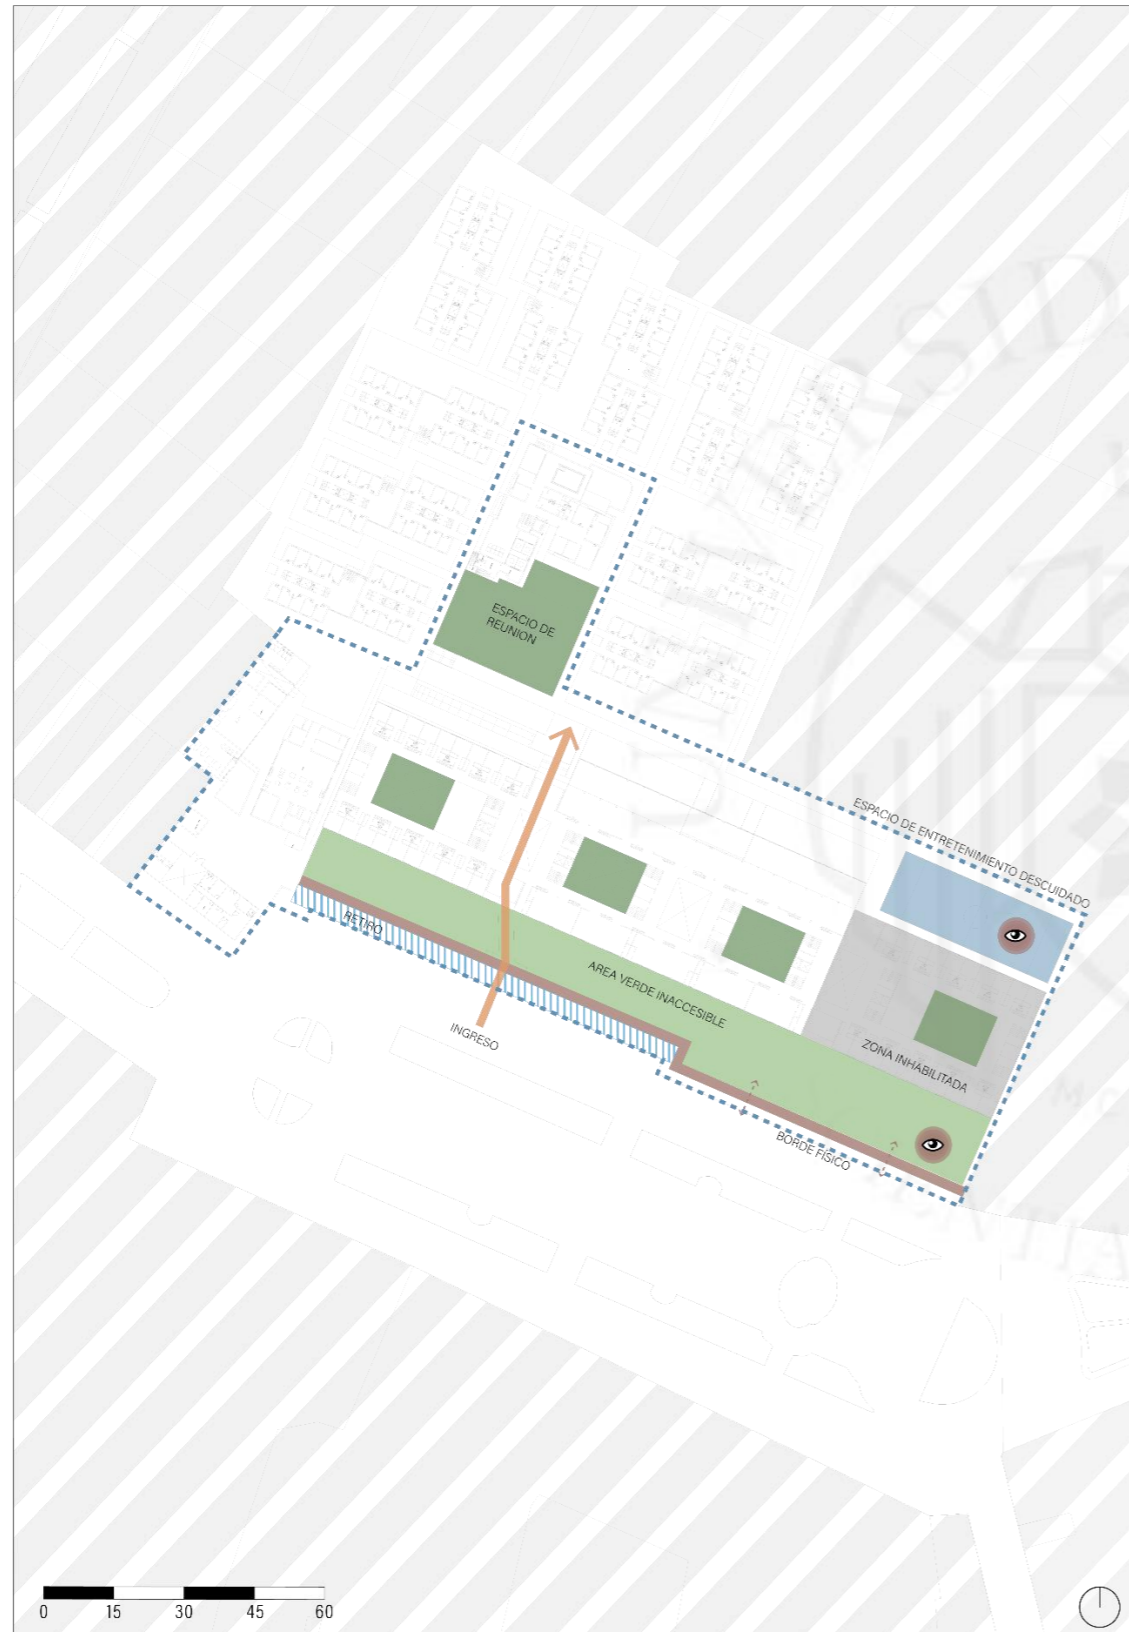 ESPACIO DE
REUNION
ESPACIO DE ENTRETENIMIENTO DESCUIDADO
RETIRO
AREA VERDE INACCESIBLE
INGRESO
ZONA INHABILITADA
BORDE FÍSICO
0 15 30 45 60